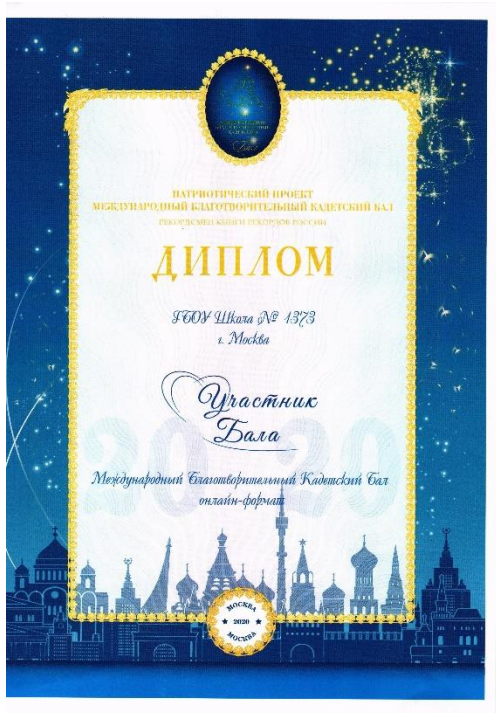 ПАТРИОТИЧЕСКИЙ ПРОЕКТ
МЕЖДУНАРОДНЫЙ БЛАГОТВОРИТЕЛЬНЫЙ КАДЕТСКИЙ БАЛ
РЕКОРДСМЕН КНИГИ РЕКОРДОВ РОССИИ
ДИПЛОМ
ГБОУ Школа № 1373
г. Москва
Участник
Бала
2020
Международный Благотворительный Кадетский Бал
онлайн-формат
МОСКВА
2020
МОСКВА